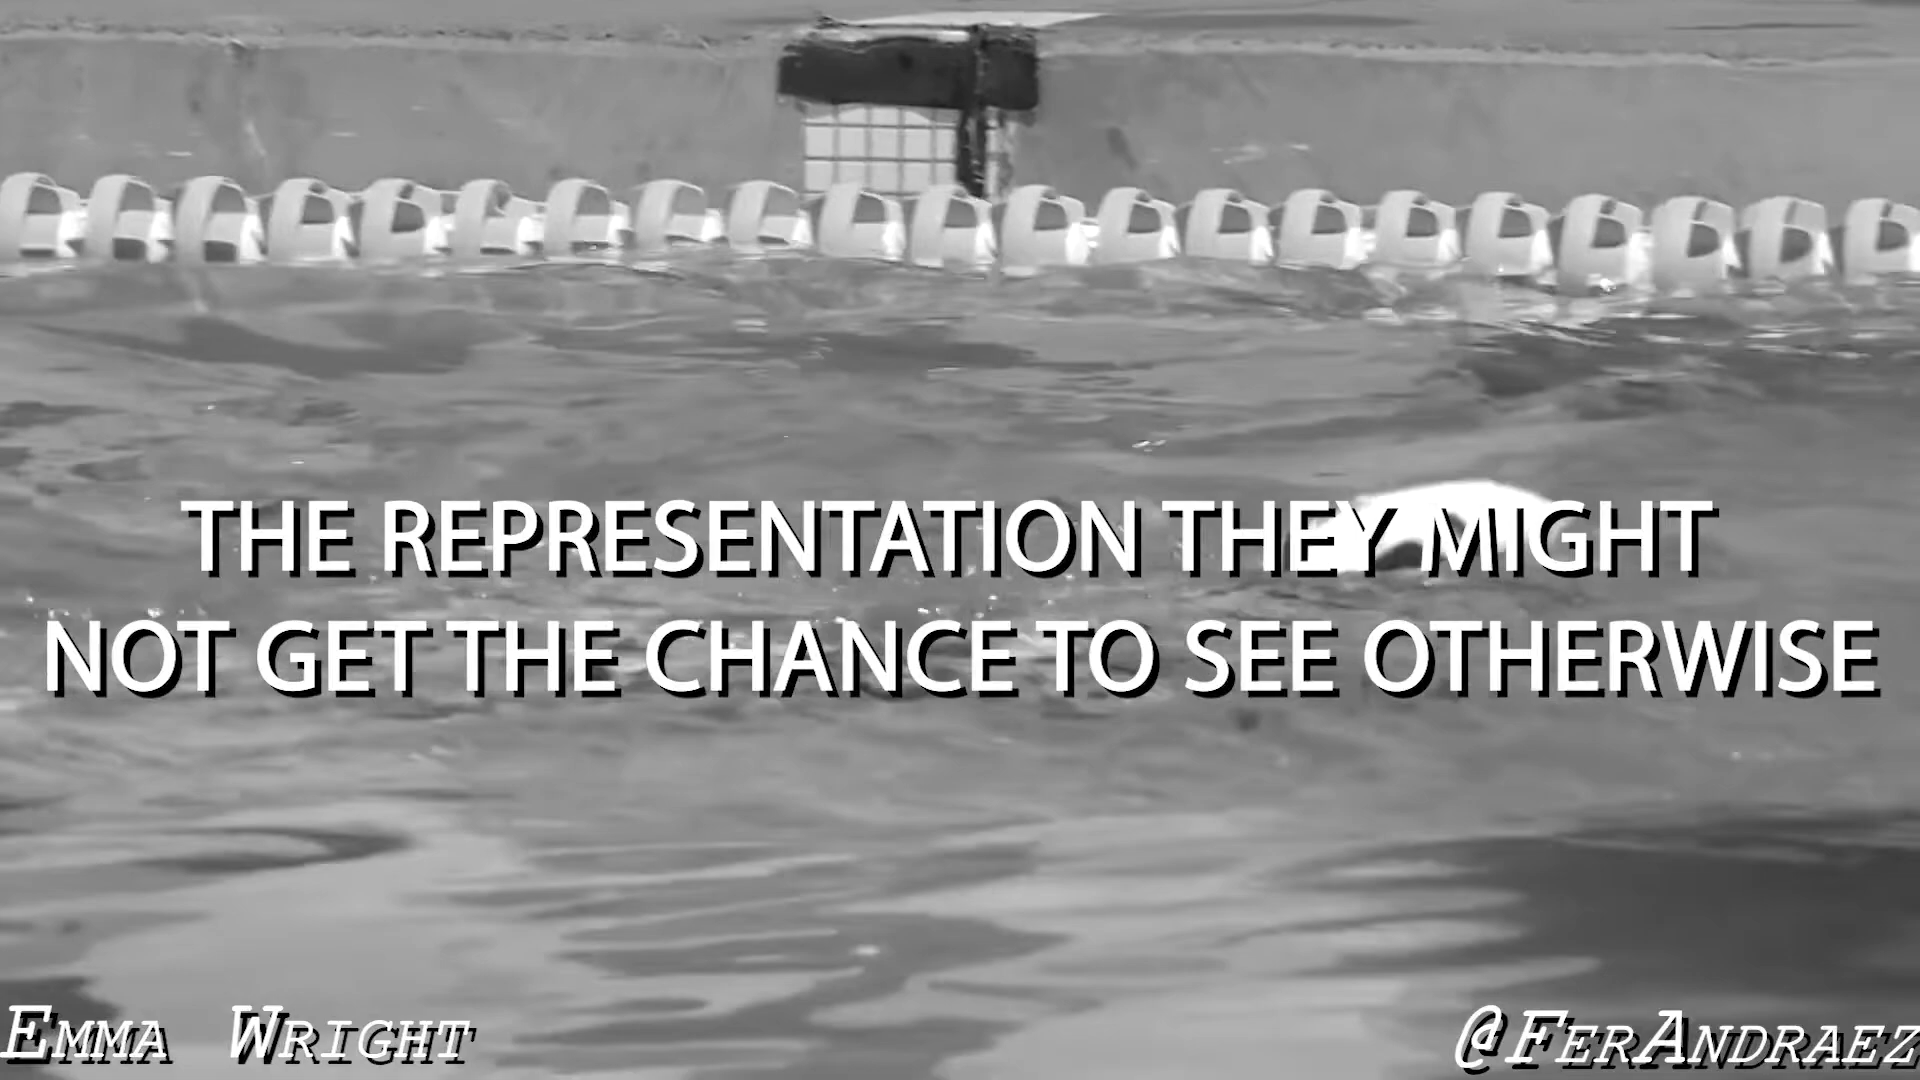 THE REPRESENTATION THEY MIGHT
NOT GET THE CHANCE TO SEE OTHERWISE
Emma Wright
@FerAndraez